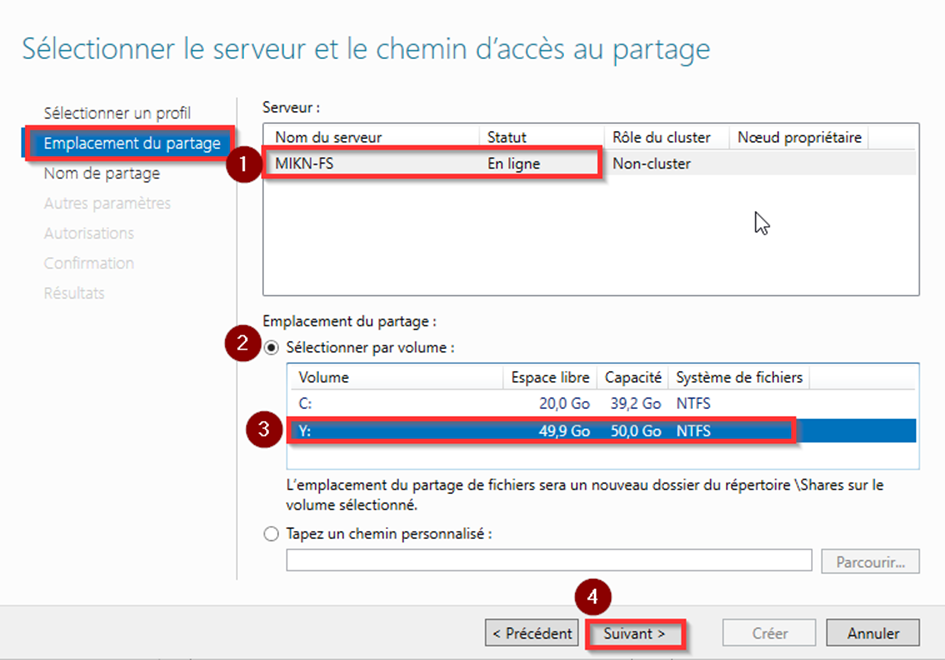 Sélectionner le serveur et le chemin d'accès au partage
Sélectionner un profil
Emplacement du partage
Nom de partage
Autres paramètres
Autorisations
Confirmation
Résultats
Serveur :
Nom du serveur Statut Rôle du cluster Nœud propriétaire
1 MIKN-FS En ligne Non-cluster
Emplacement du partage :
2 Sélectionner par volume :
Volume Espace libre Capacité Système de fichiers
C: 20,0 Go 39,2 Go NTFS
3 Y: 49,9 Go 50,0 Go NTFS
L'emplacement du partage de fichiers sera un nouveau dossier du répertoire \Shares sur le
volume sélectionné.
Tapez un chemin personnalisé :
Parcourir...
4
< Précédent Suivant > Créer Annuler